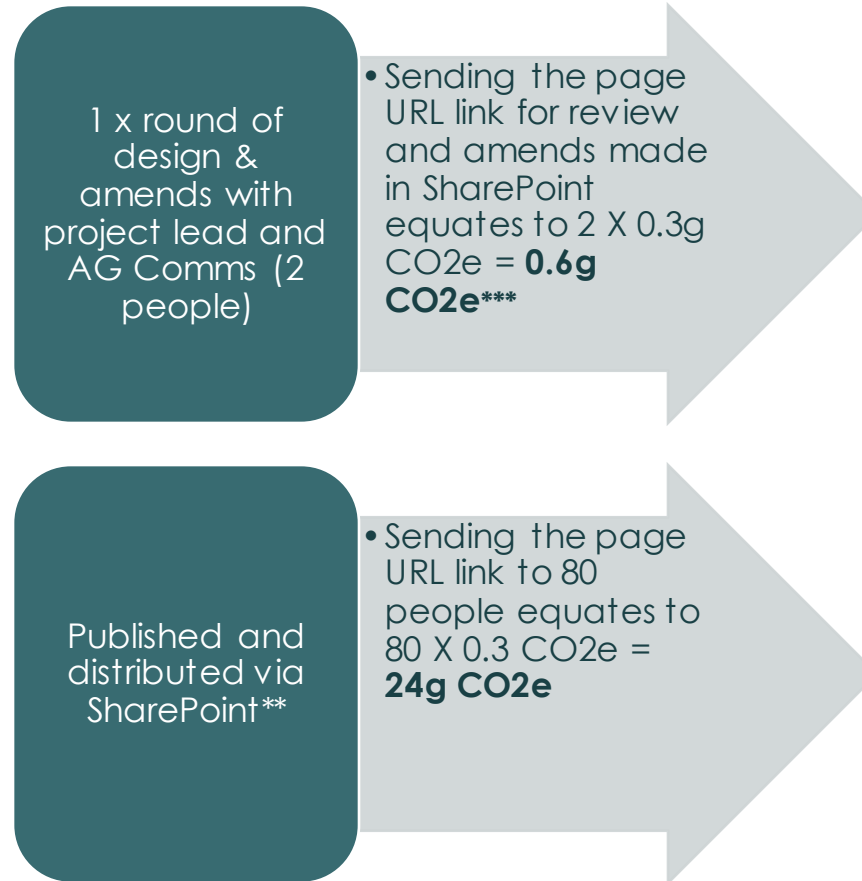 1 x round of
design &
amends with
project lead and
AG Comms (2
people)
• Sending the page
URL link for review
and amends made
in SharePoint
equates to 2 X 0.3g
CO2e = 0.6g
CO2e***
Published and
distributed via
SharePoint**
• Sending the page
URL link to 80
people equates to
80 X 0.3 CO2e =
24g CO2e